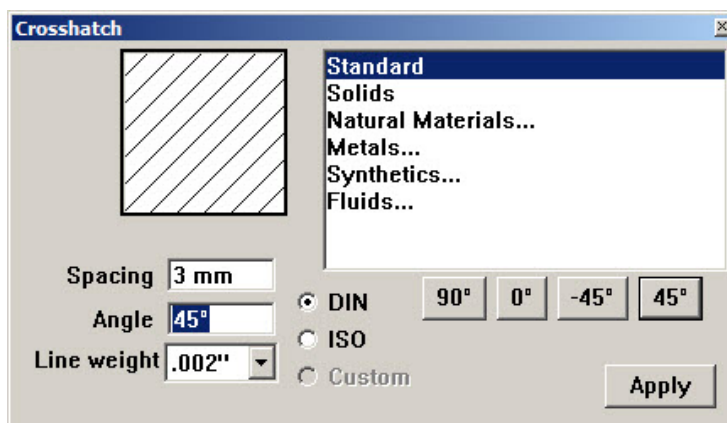 Crosshatch
Standard
Solids
Natural Materials...
Metals...
Synthetics...
Fluids...
Spacing 3 mm
Angle 45°
Line weight .002"
DIN
ISO
Custom
90° 0° -45° 45°
Apply